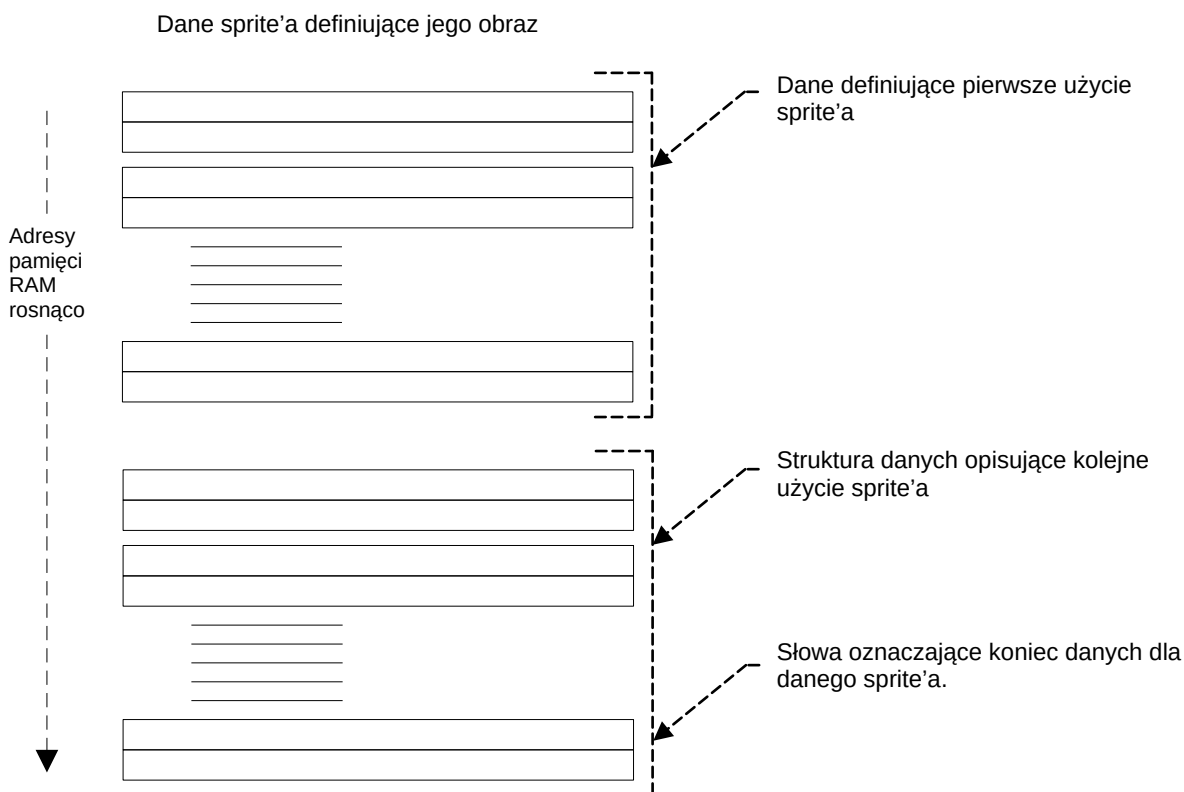 Dane sprite’a definiujące jego obraz
Dane definiujące pierwsze użycie
sprite’a
Adresy
pamięci
RAM
rosnąco
Struktura danych opisujące kolejne
użycie sprite’a
Słowa oznaczające koniec danych dla
danego sprite’a.